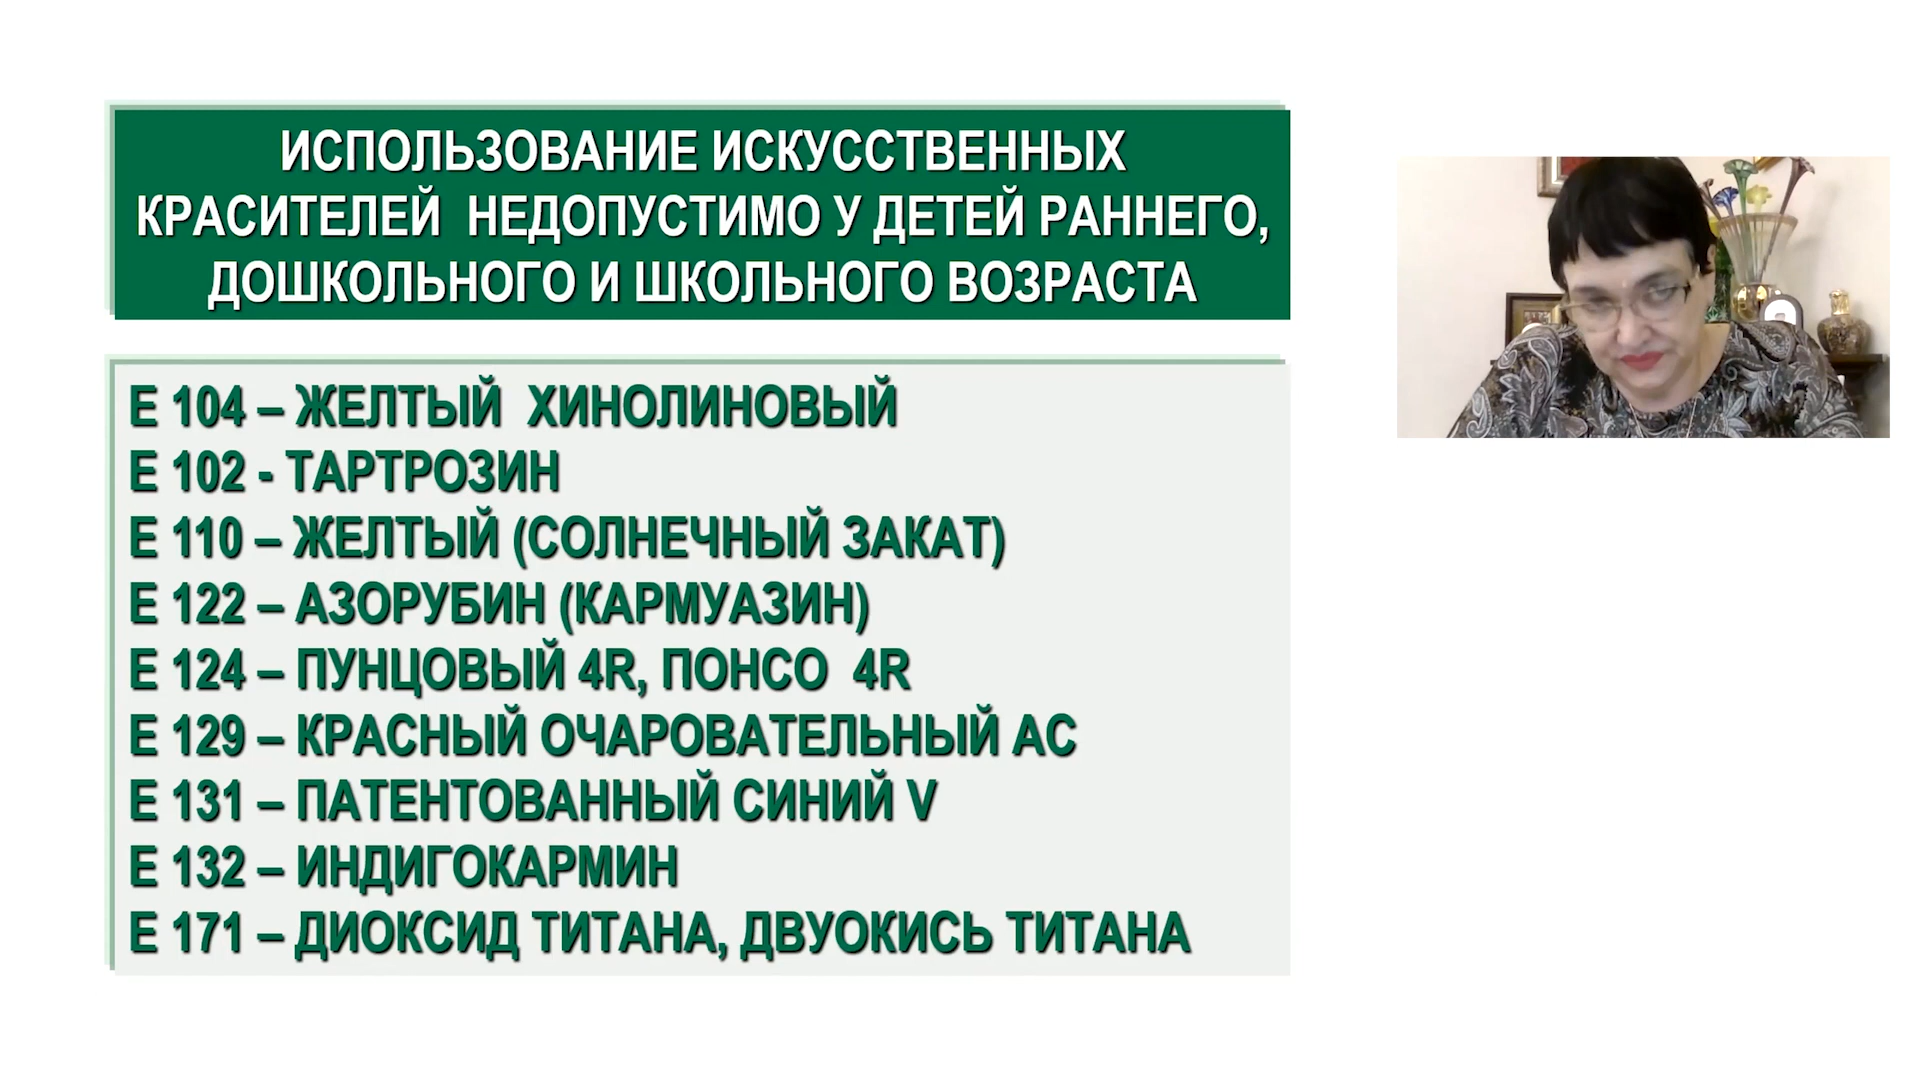 ИСПОЛЬЗОВАНИЕ ИСКУССТВЕННЫХ
КРАСИТЕЛЕЙ НЕДОПУСТИМО У ДЕТЕЙ РАННЕГО,
ДОШКОЛЬНОГО И ШКОЛЬНОГО ВОЗРАСТА
Е 104 – ЖЕЛТЫЙ ХИНОЛИНОВЫЙ
Е 102 - ТАРТРОЗИН
Е 110 – ЖЕЛТЫЙ (СОЛНЕЧНЫЙ ЗАКАТ)
Е 122 – АЗОРУБИН (КАРМУАЗИН)
Е 124 – ПУНЦОВЫЙ 4R, ПОНСО 4R
Е 129 – КРАСНЫЙ ОЧАРОВАТЕЛЬНЫЙ АС
Е 131 – ПАТЕНТОВАННЫЙ СИНИЙ V
Е 132 – ИНДИГОКАРМИН
Е 171 – ДИОКСИД ТИТАНА, ДВУОКИСЬ ТИТАНА